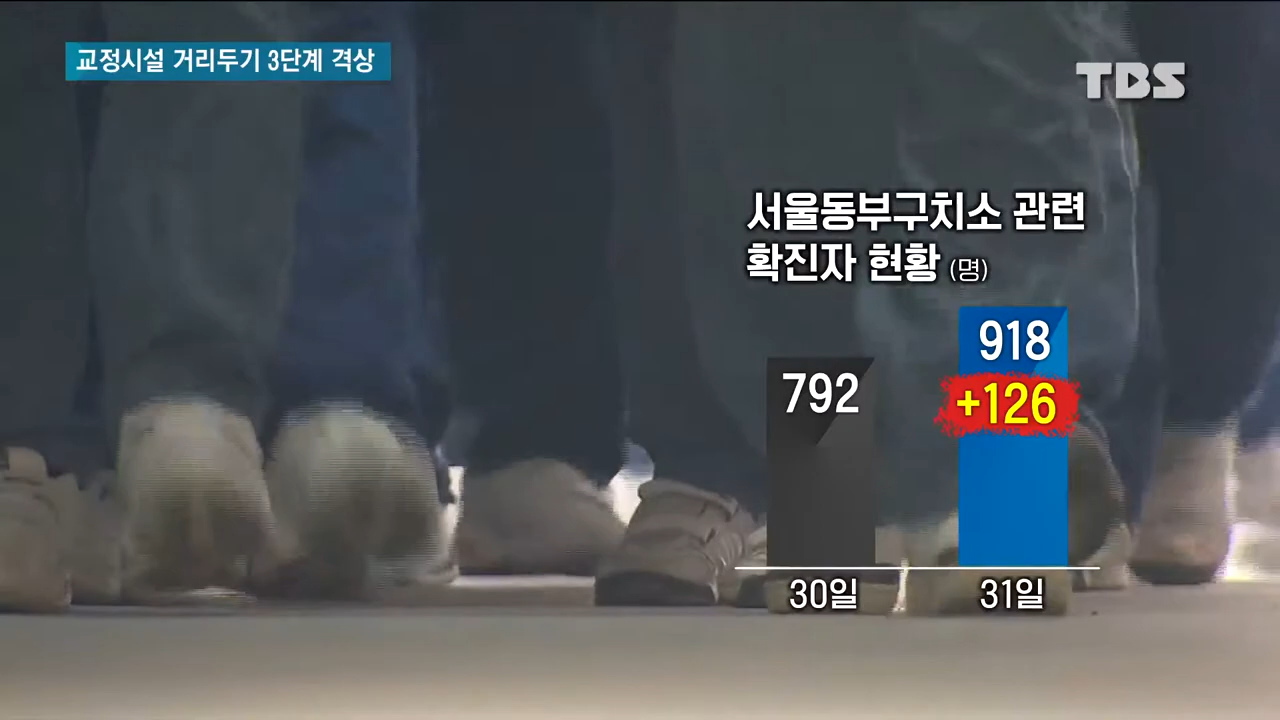 교정시설 거리두기 3단계 격상
TBS
서울동부구치소 관련
확진자 현황 (명)
918
792
+126
30일
31일